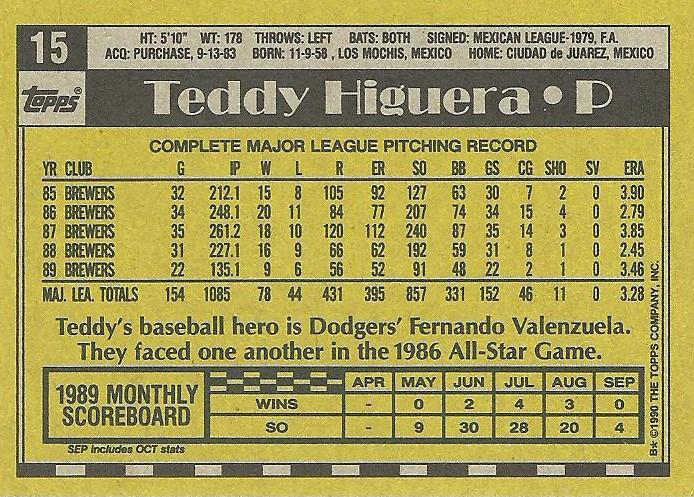 15
HT: 5'10" WT: 178 THROWS: LEFT BATS: BOTH SIGNED: MEXICAN LEAGUE-1979, F.A.
ACQ: PURCHASE, 9-13-83 BORN: 11-9-58 , LOS MOCHIS, MEXICO HOME: CIUDAD de JUAREZ, MEXICO
TOPPS®
Teddy Higuera • P
COMPLETE MAJOR LEAGUE PITCHING RECORD
YR CLUB G IP W L R ER SO BB GS CG SHO SV ERA
85 BREWERS 32 212.1 15 8 105 92 127 63 30 7 2 0 3.90
86 BREWERS 34 248.1 20 11 84 77 207 74 34 15 4 0 2.79
87 BREWERS 35 261.2 18 10 120 112 240 87 35 14 3 0 3.85
88 BREWERS 31 227.1 16 9 66 62 192 59 31 8 1 0 2.45
89 BREWERS 22 135.1 9 6 56 52 91 48 22 2 1 0 3.46
MAJ. LEA. TOTALS 154 1085 78 44 431 395 857 331 152 46 11 0 3.28
Teddy's baseball hero is Dodgers' Fernando Valenzuela.
They faced one another in the 1986 All-Star Game.
1989 MONTHLY
SCOREBOARD
APR MAY JUN JUL AUG SEP
WINS - 0 2 4 3 0
SO - 9 30 28 20 4
SEP includes OCT stats
B* ©1990 THE TOPPS COMPANY, INC.